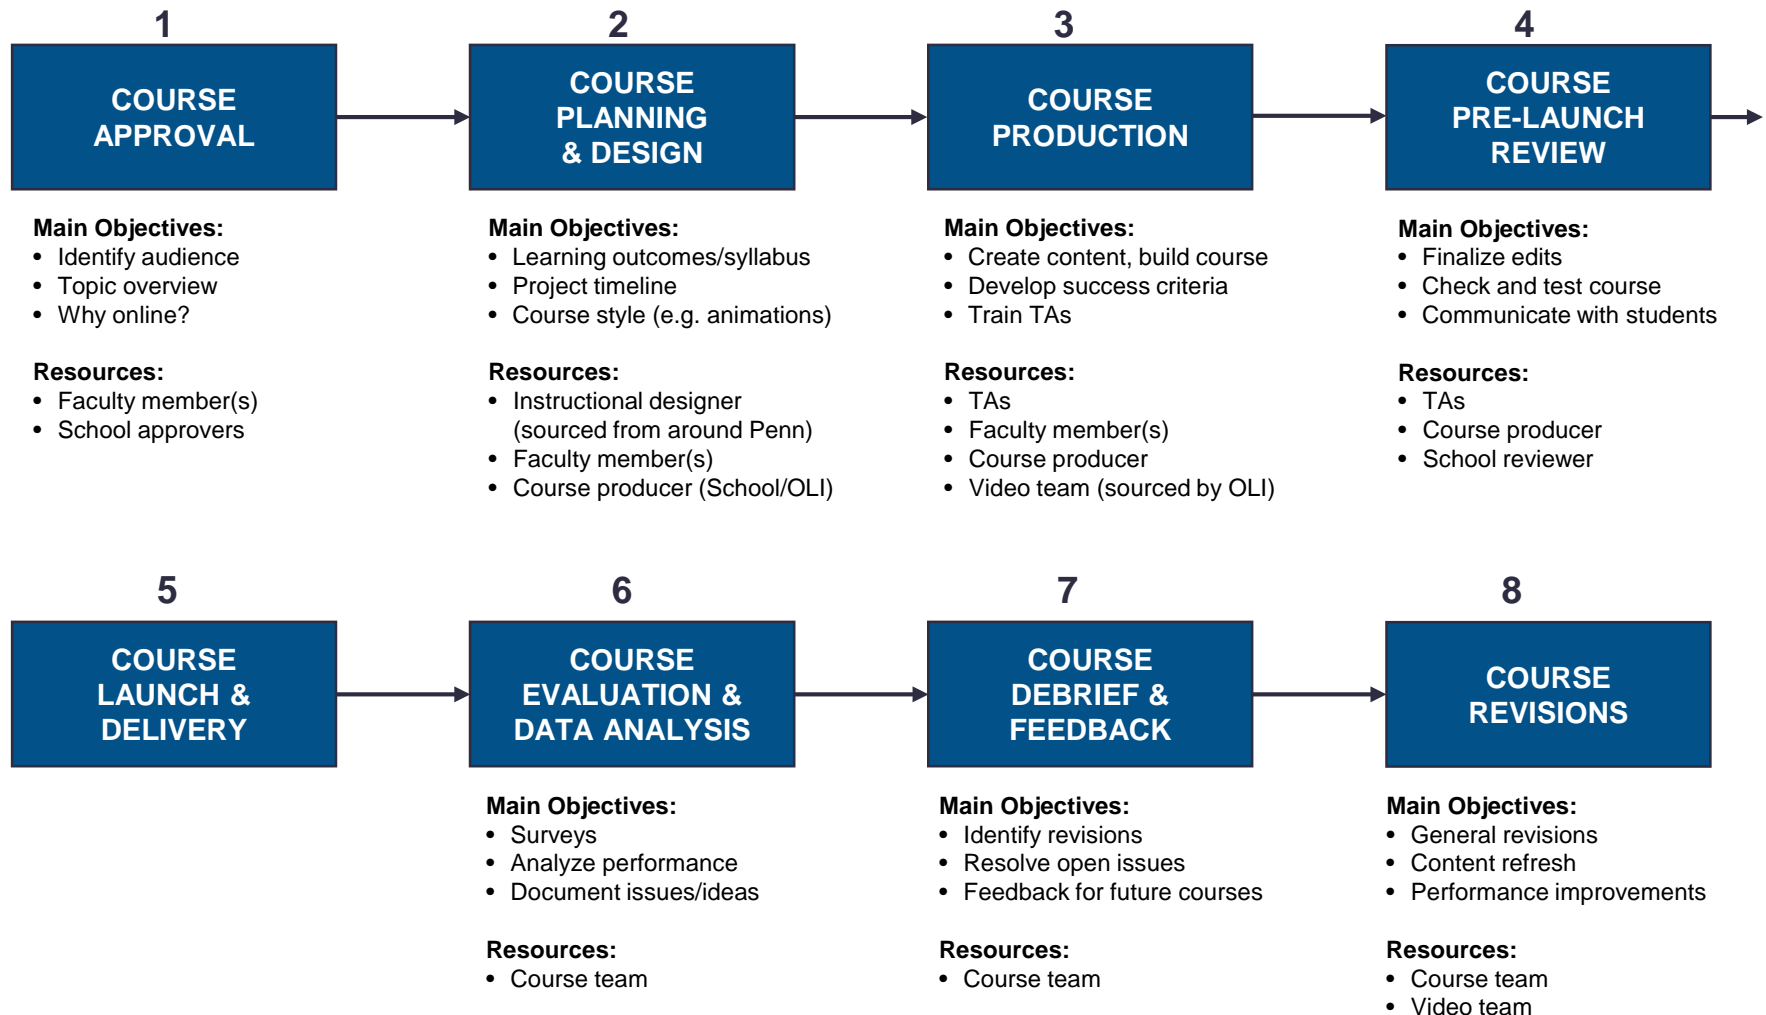 1
COURSE
APPROVAL
Main Objectives:
• Identify audience
• Topic overview
• Why online?
Resources:
• Faculty member(s)
• School approvers
2
COURSE
PLANNING
& DESIGN
Main Objectives:
• Learning outcomes/syllabus
• Project timeline
• Course style (e.g. animations)
Resources:
• Instructional designer
(sourced from around Penn)
• Faculty member(s)
• Course producer (School/OLI)
3
COURSE
PRODUCTION
Main Objectives:
• Create content, build course
• Develop success criteria
• Train TAs
Resources:
• TAs
• Faculty member(s)
• Course producer
• Video team (sourced by OLI)
4
COURSE
PRE-LAUNCH
REVIEW
Main Objectives:
• Finalize edits
• Check and test course
• Communicate with students
Resources:
• TAs
• Course producer
• School reviewer
5
COURSE
LAUNCH &
DELIVERY
6
COURSE
EVALUATION &
DATA ANALYSIS
Main Objectives:
• Surveys
• Analyze performance
• Document issues/ideas
Resources:
• Course team
7
COURSE
DEBRIEF &
FEEDBACK
Main Objectives:
• Identify revisions
• Resolve open issues
• Feedback for future courses
Resources:
• Course team
8
COURSE
REVISIONS
Main Objectives:
• General revisions
• Content refresh
• Performance improvements
Resources:
• Course team
• Video team